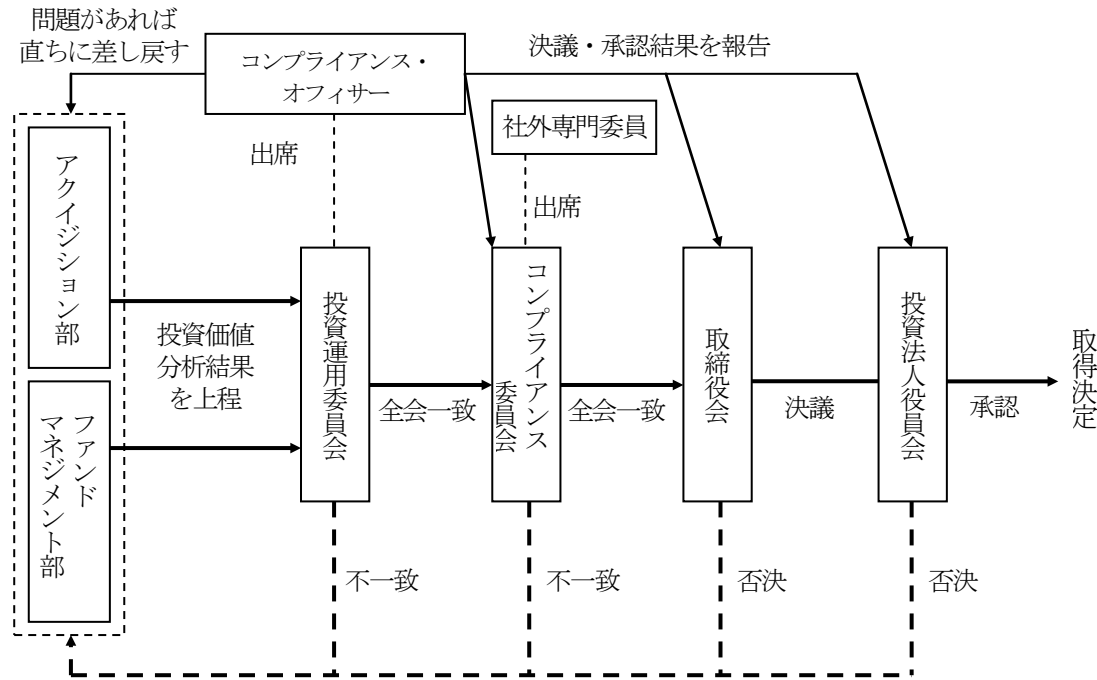 問題があれば
直ちに差し戻す
コンプライアンス・
オフィサー
決議・承認結果を報告
社外専門委員
出席
出席
アクイジション部
ファンド
マネジメント部
投資価値
分析結果
を上程
投資運用委員会
全会一致
コンプライアンス
委員会
全会一致
取締役会
決議
投資法人役員会
承認
取得決定
不一致
不一致
否決
否決